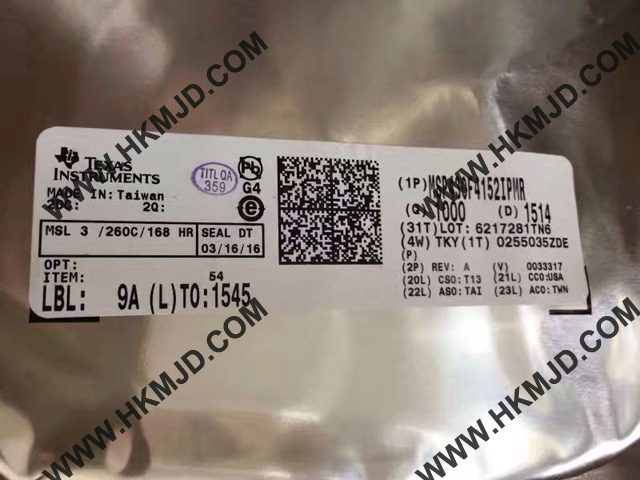 TEXAS
INSTRUMENTS
MADE IN: Taiwan
2DC: 2Q:
TITL QA
359
Pb
G4
e
MSL 3 /260C/168 HR
SEAL DT
03/16/16
OPT:
ITEM: 54
LBL: 9A (L)TO:1545
(1P) MSP430F4152IPMR
(Q) 1000 (D) 1514
(31T)LOT: 6217281TN6
(4W) TKY(1T) 0255035ZDE
(P)
(2P) REV: A (V) 0033317
(20L) CSO:T13 (21L) CCO:USA
(22L) ASO:TAI (23L) ACO:TWN
WWW.HKMJD.COM
WWW.HKMJD.COM
WWW.HKMJD.COM
WWW.HKMJD.COM
WWW.HKMJD.COM